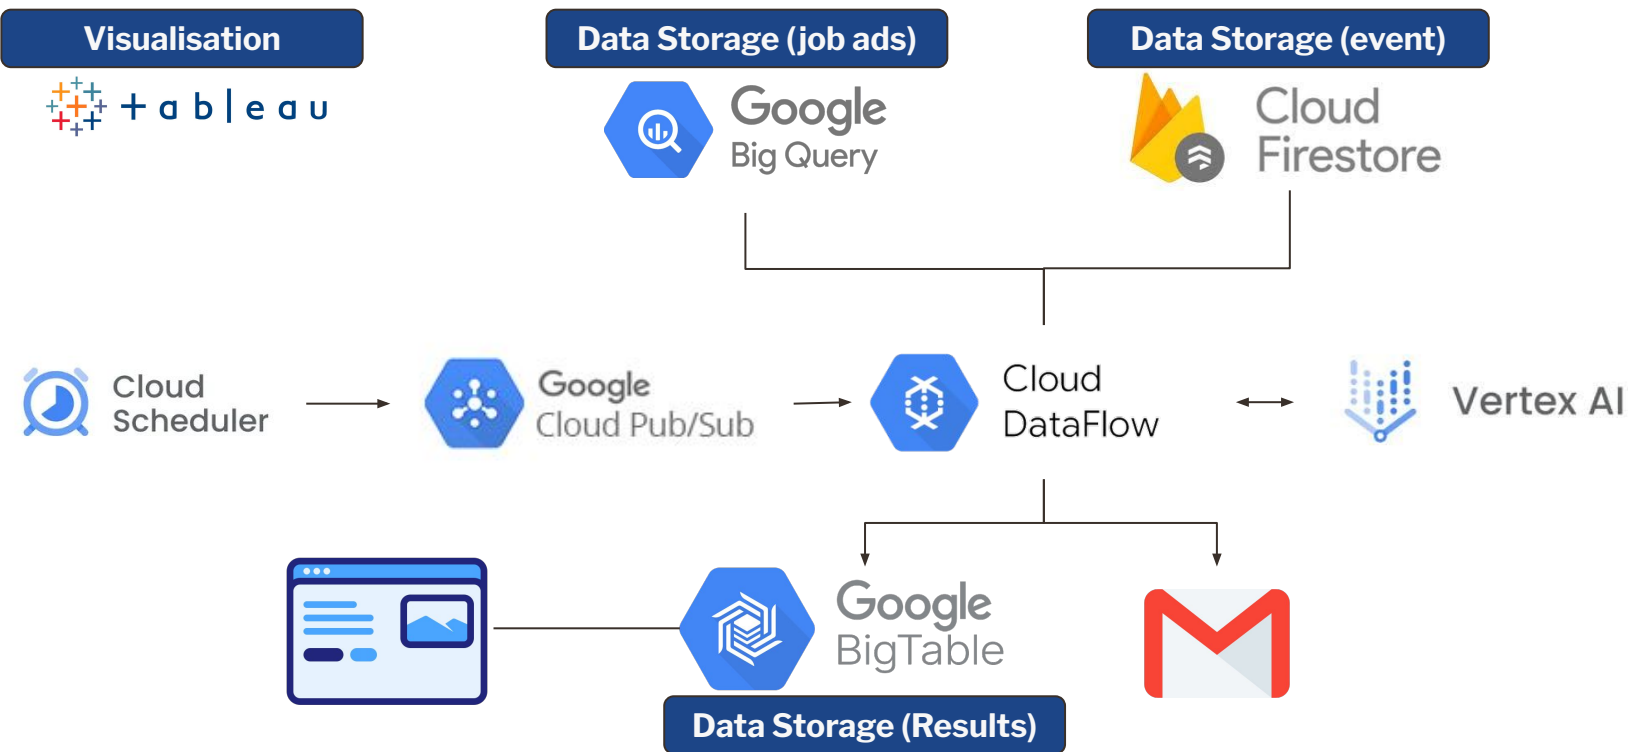 Visualisation
Data Storage (job ads)
Data Storage (event)
+ a b | e a u
Google
Big Query
Cloud
Firestore
Cloud
Scheduler
Google
Cloud Pub/Sub
Cloud
DataFlow
Vertex AI
Google
BigTable
Data Storage (Results)